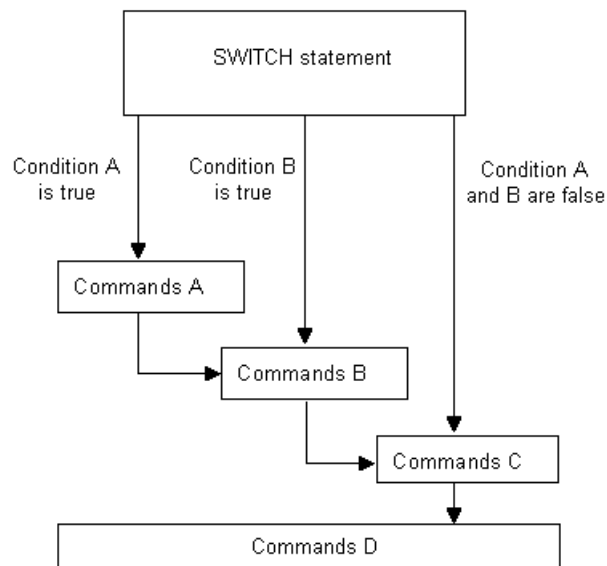 SWITCH statement
Condition A
is true
Condition B
is true
Condition A
and B are false
Commands A
Commands B
Commands C
Commands D